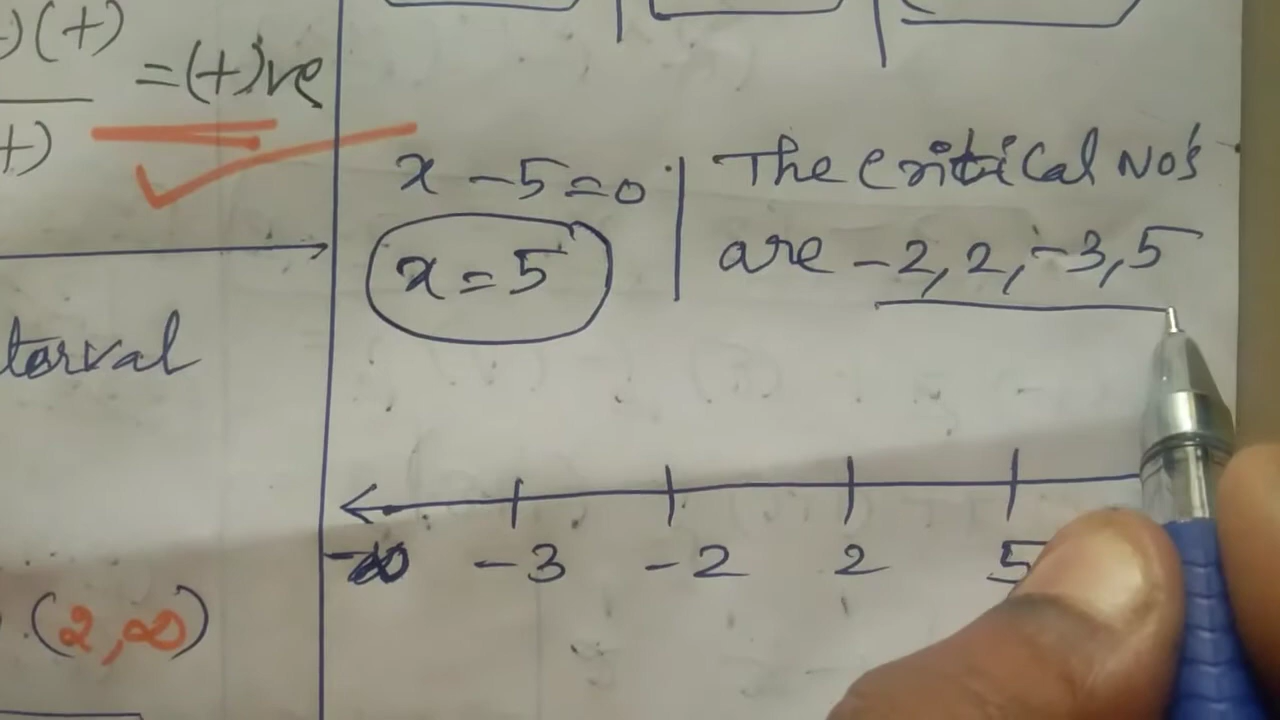 )(+)
=(+)ve
+)
terval
(2,∞)
x-5=0
x=5
The Critical No's
are -2,2,-3,5
-∞ -3 -2 2 5